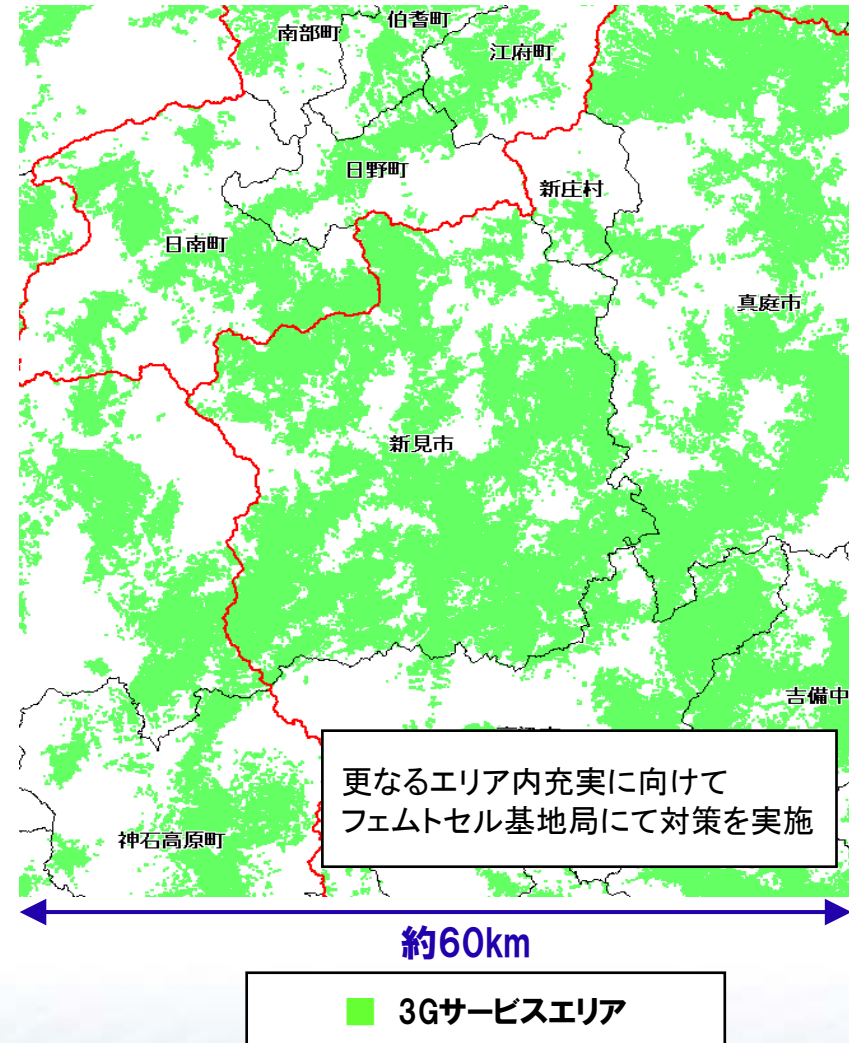 伯耆町
南部町
江府町
日野町
新庄村
日南町
真庭市
新見市
吉備中
更なるエリア内充実に向けて
フェムトセル基地局にて対策を実施
神石高原町
約60km
3Gサービスエリア